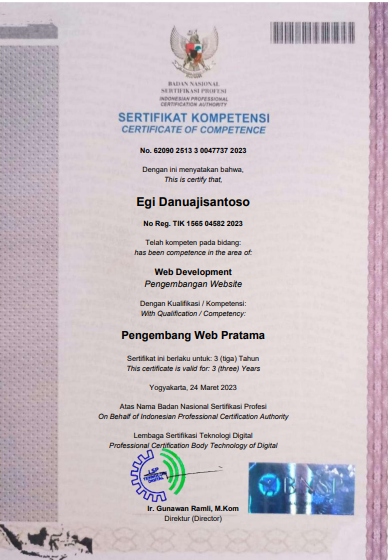 BADAN NASIONAL
SERTIFIKASI PROFESI
INDONESIAN PROFESSIONAL
CERTIFICATION AUTHORITY
SERTIFIKAT KOMPETENSI
CERTIFICATE OF COMPETENCE
No. 62090 2513 3 0047737 2023
Dengan ini menyatakan bahwa,
This is certify that,
Egi Danuajisantoso
No Reg. TIK 1565 04582 2023
Telah kompeten pada bidang:
has been competence in the area of:
Web Development
Pengembangan Website
Dengan Kualifikasi / Kompetensi:
With Qualification / Competency:
Pengembang Web Pratama
Sertifikat ini berlaku untuk: 3 (tiga) Tahun
This certificate is valid for: 3 (three) Years
Yogyakarta, 24 Maret 2023
Atas Nama Badan Nasional Sertifikasi Profesi
On Behalf of Indonesian Professional Certification Authority
Lembaga Sertifikasi Teknologi Digital
Professional Certification Body Technology of Digital
LSP
TEKNOLOGI
DIGITAL
BNSP
Ir. Gunawan Ramli, M.Kom
Direktur (Director)